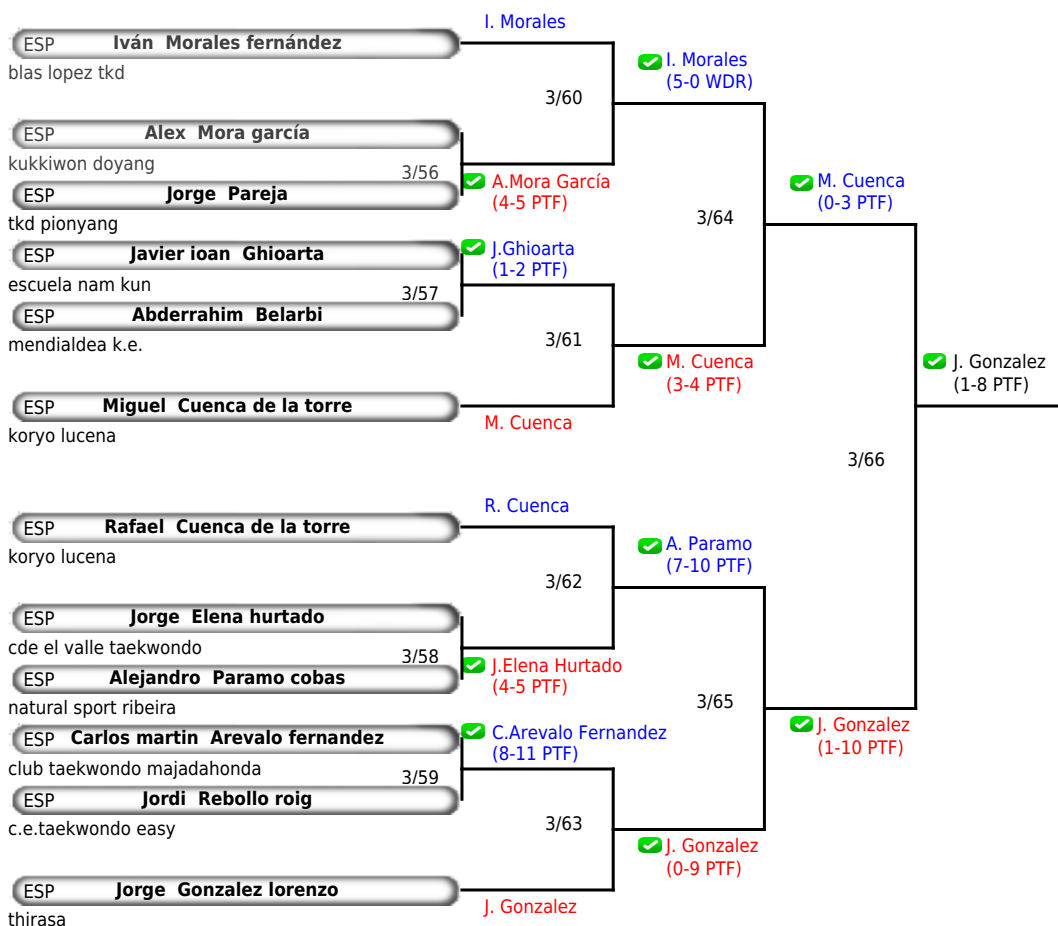 I. Morales
ESP Iván Morales fernández
blas lopez tkd
I. Morales
(5-0 WDR)
3/60
ESP Alex Mora garcía
kukkiwon doyang
3/56
A.Mora García
(4-5 PTF)
M. Cuenca
(0-3 PTF)
ESP Jorge Pareja
tkd pionyang
3/64
ESP Javier ioan Ghioarta
escuela nam kun
J.Ghioarta
(1-2 PTF)
3/57
ESP Abderrahim Belarbi
mendialdea k.e.
3/61
M. Cuenca
(3-4 PTF)
J. Gonzalez
(1-8 PTF)
ESP Miguel Cuenca de la torre
koryo lucena
M. Cuenca
3/66
R. Cuenca
ESP Rafael Cuenca de la torre
koryo lucena
A. Paramo
(7-10 PTF)
3/62
ESP Jorge Elena hurtado
cde el valle taekwondo
3/58
J.Elena Hurtado
(4-5 PTF)
ESP Alejandro Paramo cobas
natural sport ribeira
3/65
ESP Carlos martin Arevalo fernandez
club taekwondo majadahonda
C.Arevalo Fernandez
(8-11 PTF)
J. Gonzalez
(1-10 PTF)
3/59
ESP Jordi Rebollo roig
c.e.taekwondo easy
3/63
J. Gonzalez
(0-9 PTF)
ESP Jorge Gonzalez lorenzo
thirasa
J. Gonzalez